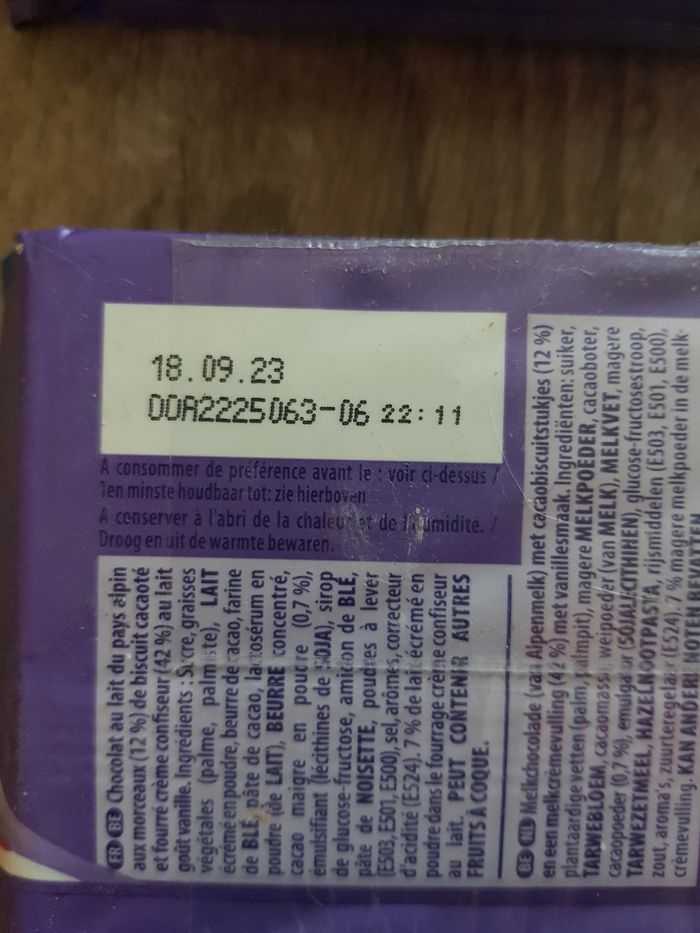 18.09.23
OOA2225063-06 22:11
A consommer de préférence avant le : voir ci-dessus /
Ten minste houdbaar tot: zie hierboven
A conserver à l'abri de la chaleur et de l'humidité. /
Droog en uit de warmte bewaren.
FR BE Chocolat au lait du pays alpin
aux morceaux (12 %) de biscuit cacaoté
et fourré crème confiseur (42 %) au lait
goût vanille. Ingrédients : Sucre, graisses
végétales (palme, palmiste), LAIT
écrémé en poudre, beurre de cacao, farine
de BLÉ, pâte de cacao, lactosérum en
poudre (de LAIT), BEURRE concentré,
cacao maigre en poudre (0,7 %),
émulsifiant (lécithines de SOJA), sirop
de glucose-fructose, amidon de BLÉ,
pâte de NOISETTE, poudres à lever
(E503, E501, E500), sel, arômes, correcteur
d'acidité (E524). 7 % de lait écrémé en
poudre dans le fourrage crème confiseur
au lait. PEUT CONTENIR AUTRES
FRUITS À COQUE.
BE NL Melkchocolade (van Alpenmelk) met cacaobiscuitstukjes (12 %)
en een melkcrèmevulling (42 %) met vanillesmaak. Ingrediënten: suiker,
plantaardige vetten (palm, palmpit), magere MELKPOEDER, cacaoboter,
TARWEBLOEM, cacaomassa, weipoeder (van MELK), MELKVET, magere
cacaopoeder (0,7 %), emulgator (SOJALECITHINEN), glucose-fructosestroop,
TARWEZETMEEL, HAZELNOOTPASTA, rijsmiddelen (E503, E501, E500),
zout, aroma's, zuurteregelaar (E524). 7 % magere melkpoeder in de melk-
crèmevulling. KAN ANDERE NOTEN